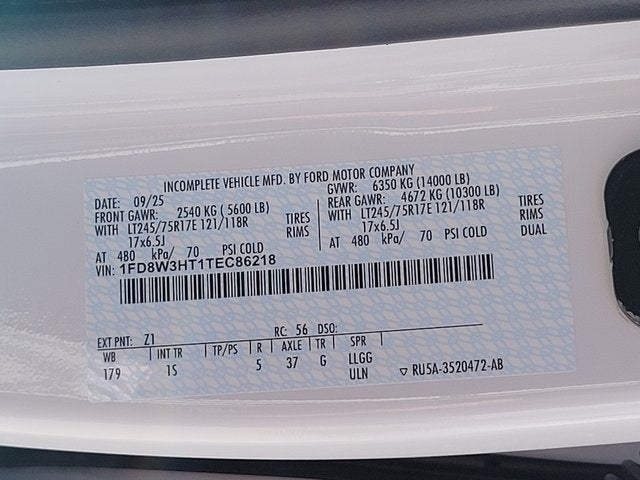 INCOMPLETE VEHICLE MFD. BY FORD MOTOR COMPANY
DATE: 09/25 GVWR: 6350 KG (14000 LB)
FRONT GAWR: 2540 KG ( 5600 LB) REAR GAWR: 4672 KG (10300 LB)
WITH LT245/75R17E 121/118R TIRES WITH LT245/75R17E 121/118R TIRES
17x6.5J RIMS 17x6.5J RIMS
AT 480 kPa/ 70 PSI COLD AT 480 kPa/ 70 PSI COLD DUAL
VIN: 1FD8W3HT1TEC86218
EXT PNT: Z1 RC: 56 DSO:
WB INT TR TP/PS R AXLE TR SPR
179 1S 5 37 G LLGG
ULN ▽ RU5A-3520472-AB